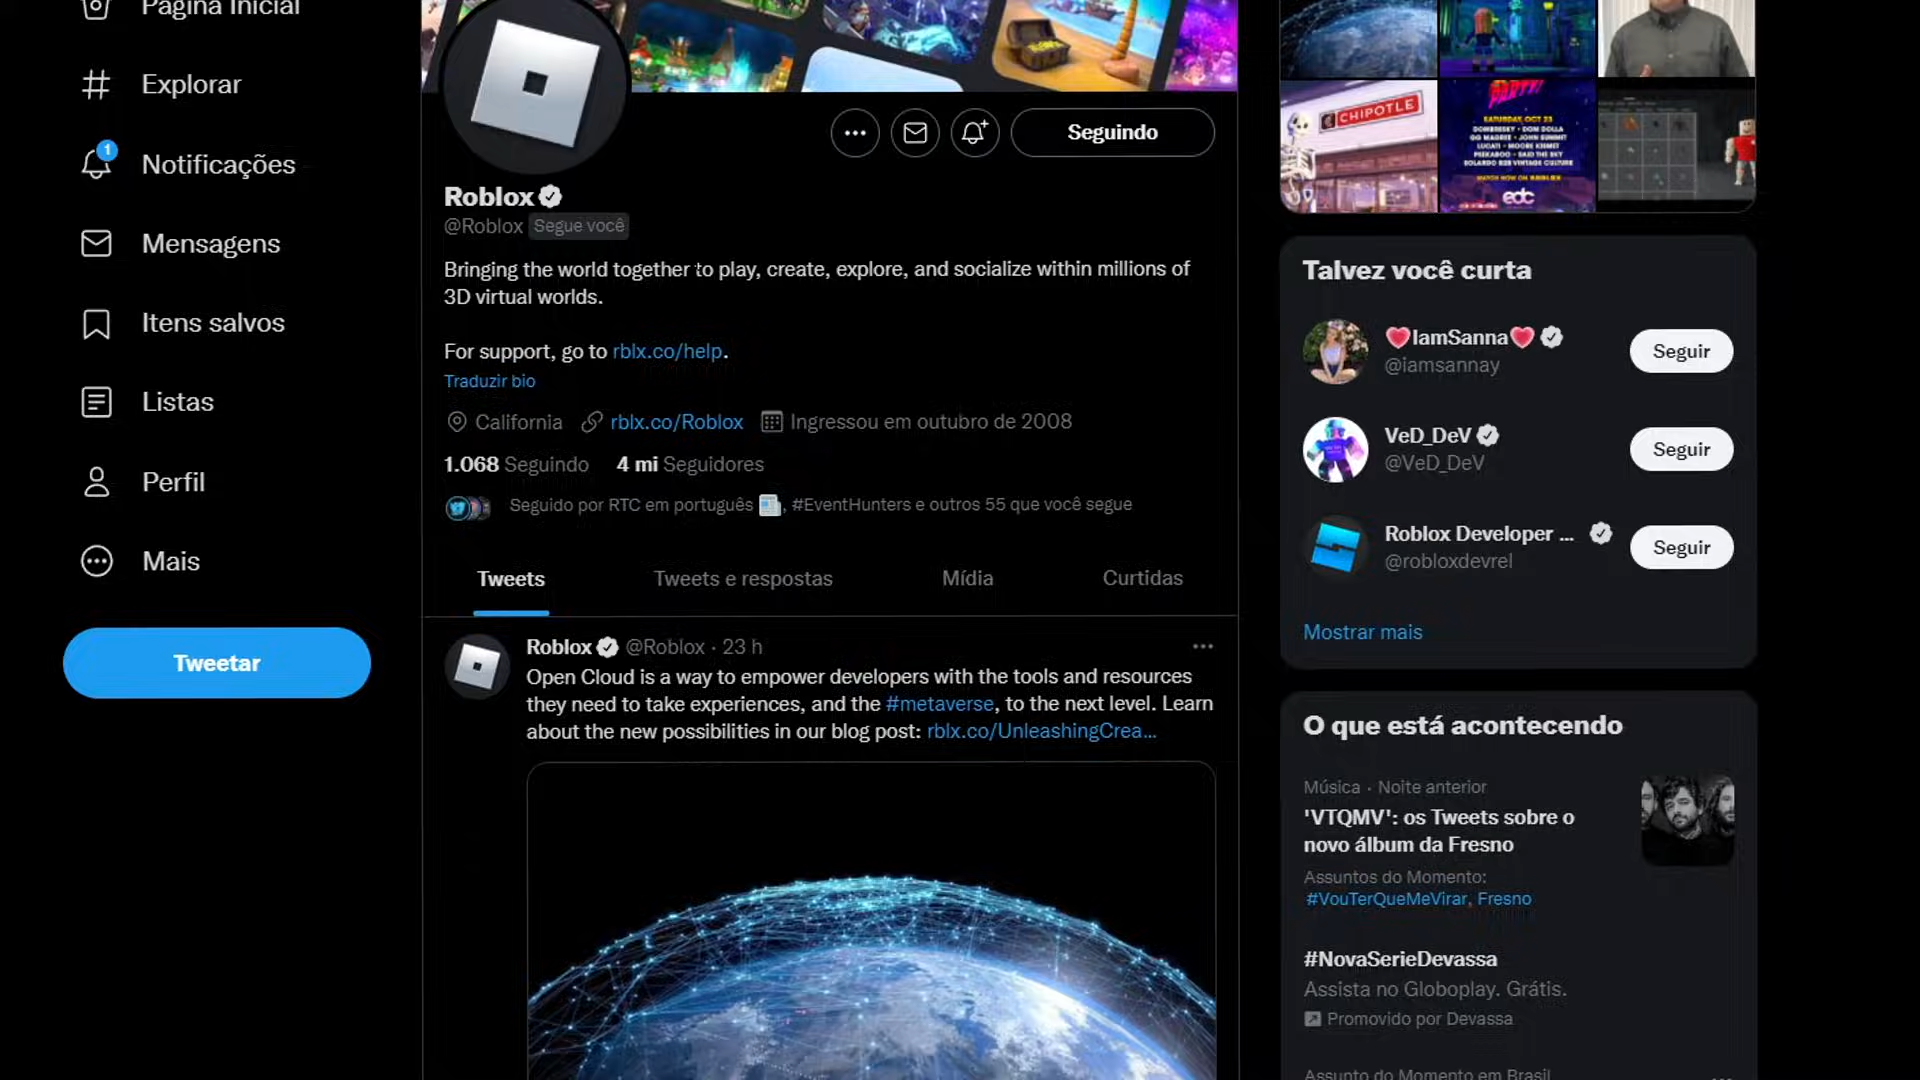 Página Inicial
Explorar
1
Notificações
Mensagens
Itens salvos
Listas
Perfil
Mais
Tweetar
Seguindo
Roblox
@Roblox Segue você
Bringing the world together to play, create, explore, and socialize within millions of
3D virtual worlds.
For support, go to rblx.co/help.
Traduzir bio
California rblx.co/Roblox Ingressou em outubro de 2008
1.068 Seguindo 4 mi Seguidores
Seguido por RTC em português, #EventHunters e outros 55 que você segue
Tweets Tweets e respostas Mídia Curtidas
Roblox @Roblox · 23 h
Open Cloud is a way to empower developers with the tools and resources
they need to take experiences, and the #metaverse, to the next level. Learn
about the new possibilities in our blog post: rblx.co/UnleashingCrea…
CHIPOTLE
PARTY!
SATURDAY, OCT 23
DOMBRESKY • DOM DOLLA
edc
Talvez você curta
IamSanna
@iamsannay
Seguir
VeD_DeV
@VeD_DeV
Seguir
Roblox Developer ...
@robloxdevrel
Seguir
Mostrar mais
O que está acontecendo
Música · Noite anterior
'VTQMV': os Tweets sobre o
novo álbum da Fresno
Assuntos do Momento:
#VouTerQueMeVirar, Fresno
#NovaSerieDevassa
Assista no Globoplay. Grátis.
Promovido por Devassa
Assunto do Momento em Brasil